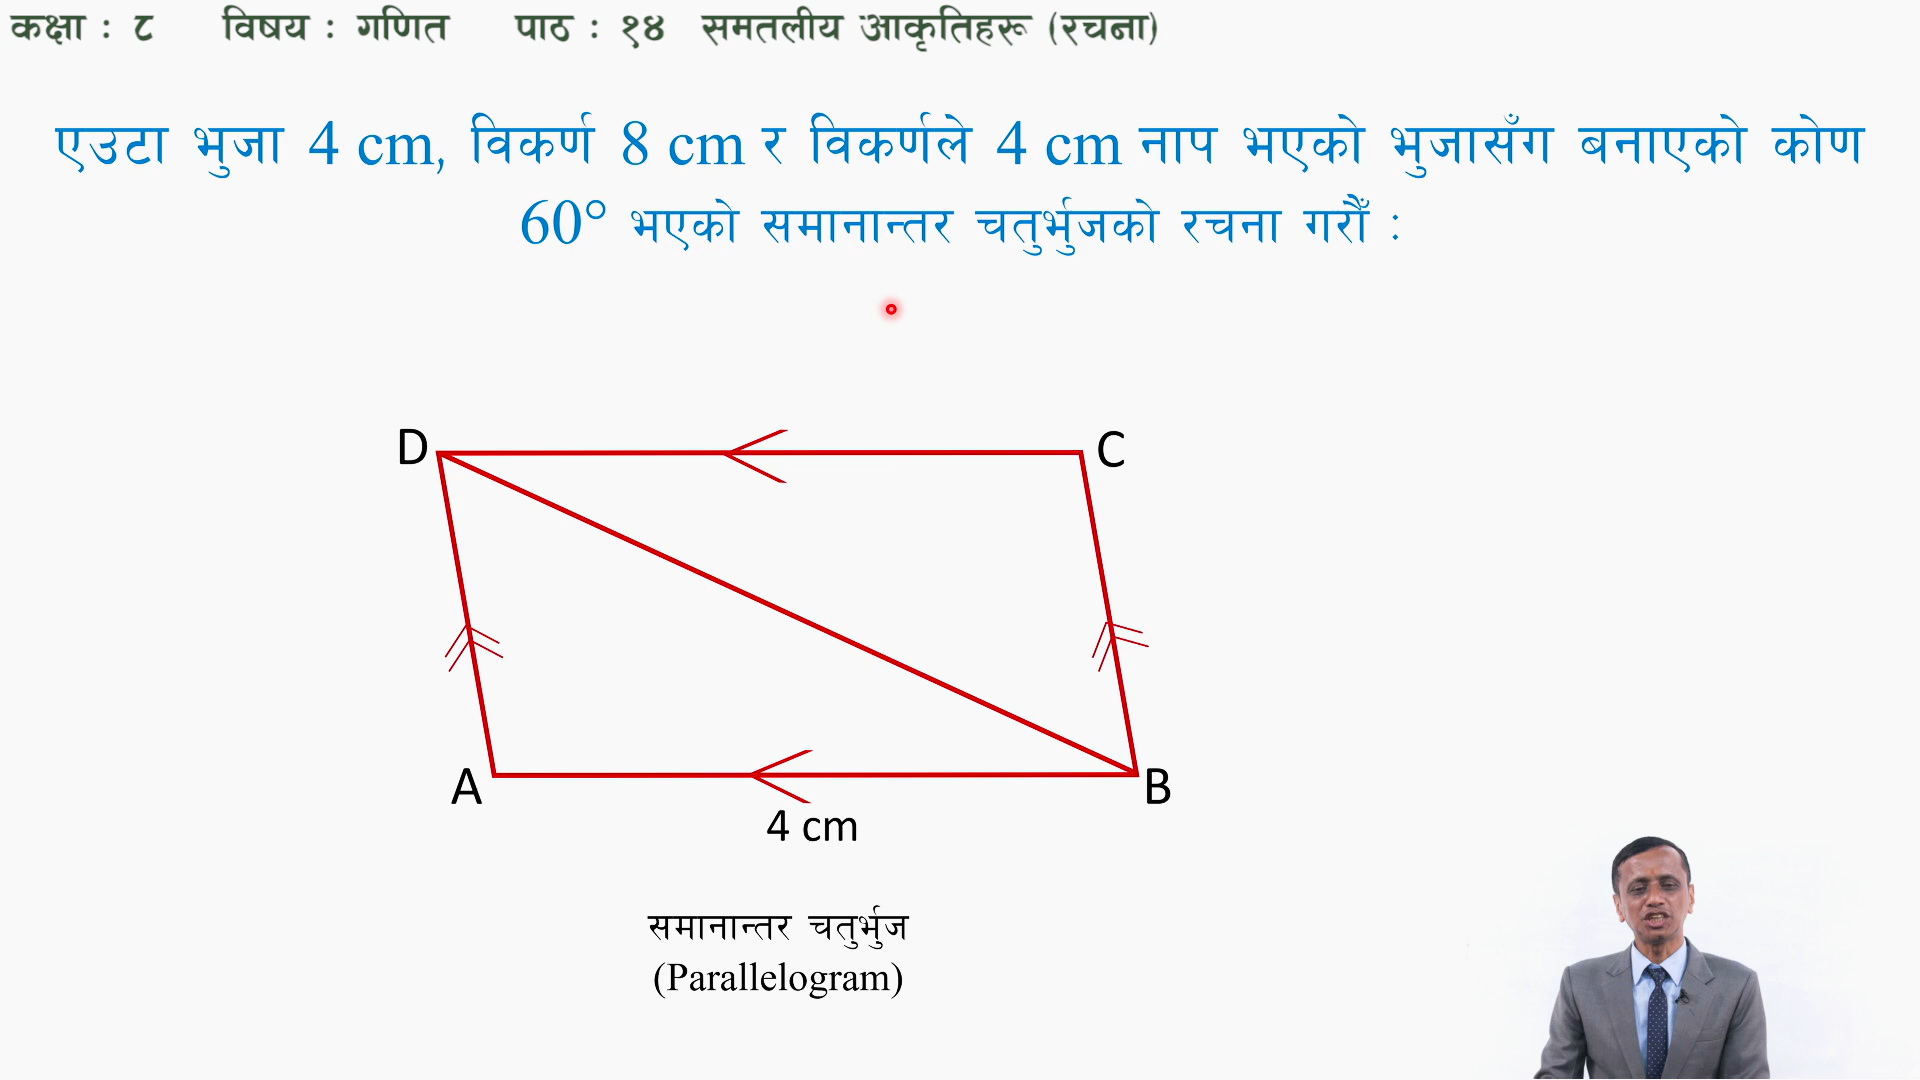 कक्षा : ८ विषय : गणित पाठ : १४ समतलीय आकृतिहरू (रचना)
एउटा भुजा 4 cm, विकर्ण 8 cm र विकर्णले 4 cm नाप भएको भुजासँग बनाएको कोण
60° भएको समानान्तर चतुर्भुजको रचना गरौँ :
D
C
A
B
4 cm
समानान्तर चतुर्भुज
(Parallelogram)